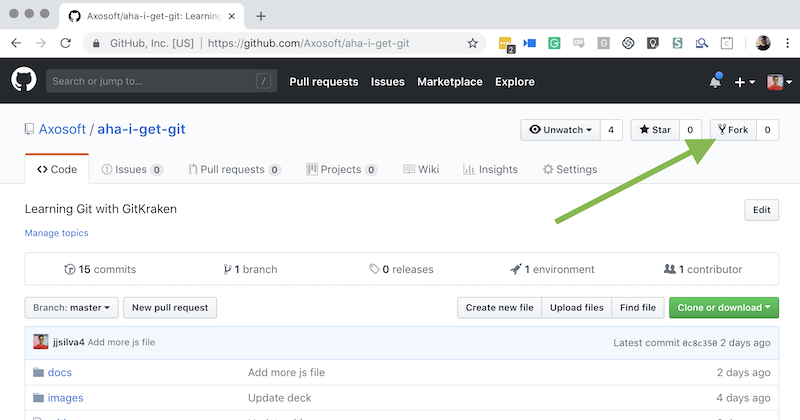 Axosoft/aha-i-get-git: Learning
GitHub, Inc. [US] | https://github.com/Axosoft/aha-i-get-git
2
Search or jump to... /
Pull requests Issues Marketplace Explore
Axosoft / aha-i-get-git
Unwatch 4 Star 0 Fork 0
Code Issues 0 Pull requests 0 Projects 0 Wiki Insights Settings
Learning Git with GitKraken
Edit
Manage topics
15 commits 1 branch 0 releases 1 environment 1 contributor
Branch: master New pull request Create new file Upload files Find file Clone or download
jjsilva4 Add more js file Latest commit 0c8c350 2 days ago
docs Add more js file 2 days ago
images Update deck 4 days ago